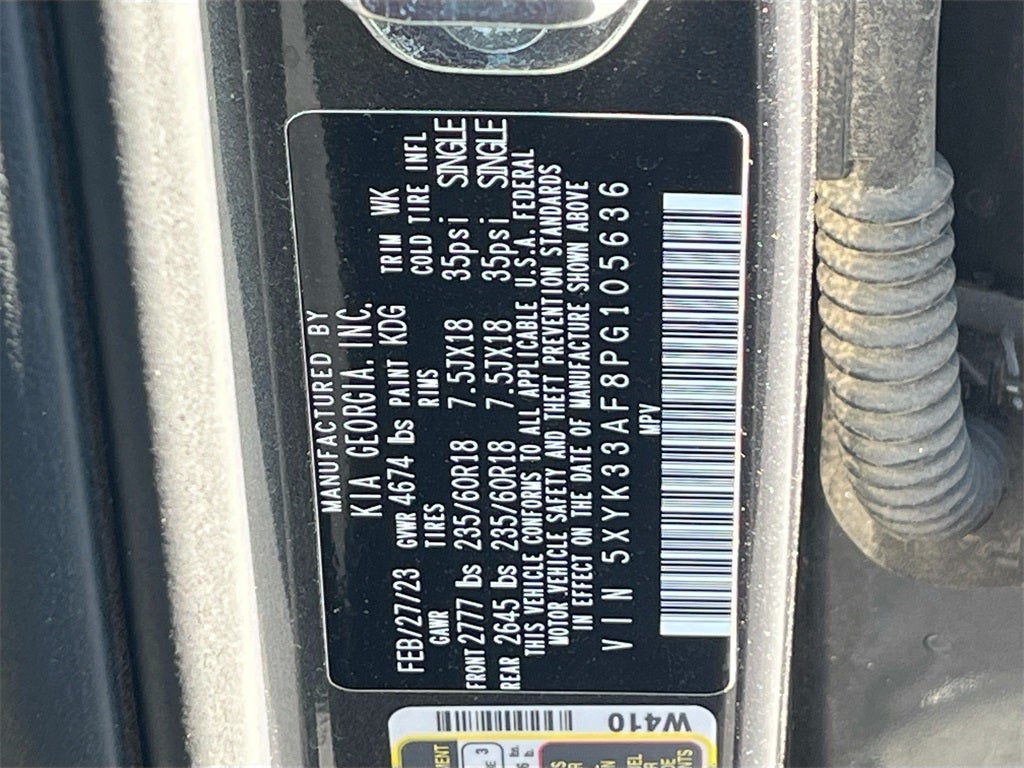 MANUFACTURED BY
KIA GEORGIA. INC.
FEB/27/23 GVWR 4674 lbs PAINT KDG TRIM WK
GAWR TIRES RIMS COLD TIRE INFL
FRONT 2777 lbs 235/60R18 7.5JX18 35psi SINGLE
REAR 2645 lbs 235/60R18 7.5JX18 35psi SINGLE
THIS VEHICLE CONFORMS TO ALL APPLICABLE U.S.A. FEDERAL
MOTOR VEHICLE SAFETY AND THEFT PREVENTION STANDARDS
IN EFFECT ON THE DATE OF MANUFACTURE SHOWN ABOVE
VIN 5XYK33AF8PG105636
MPV
W410